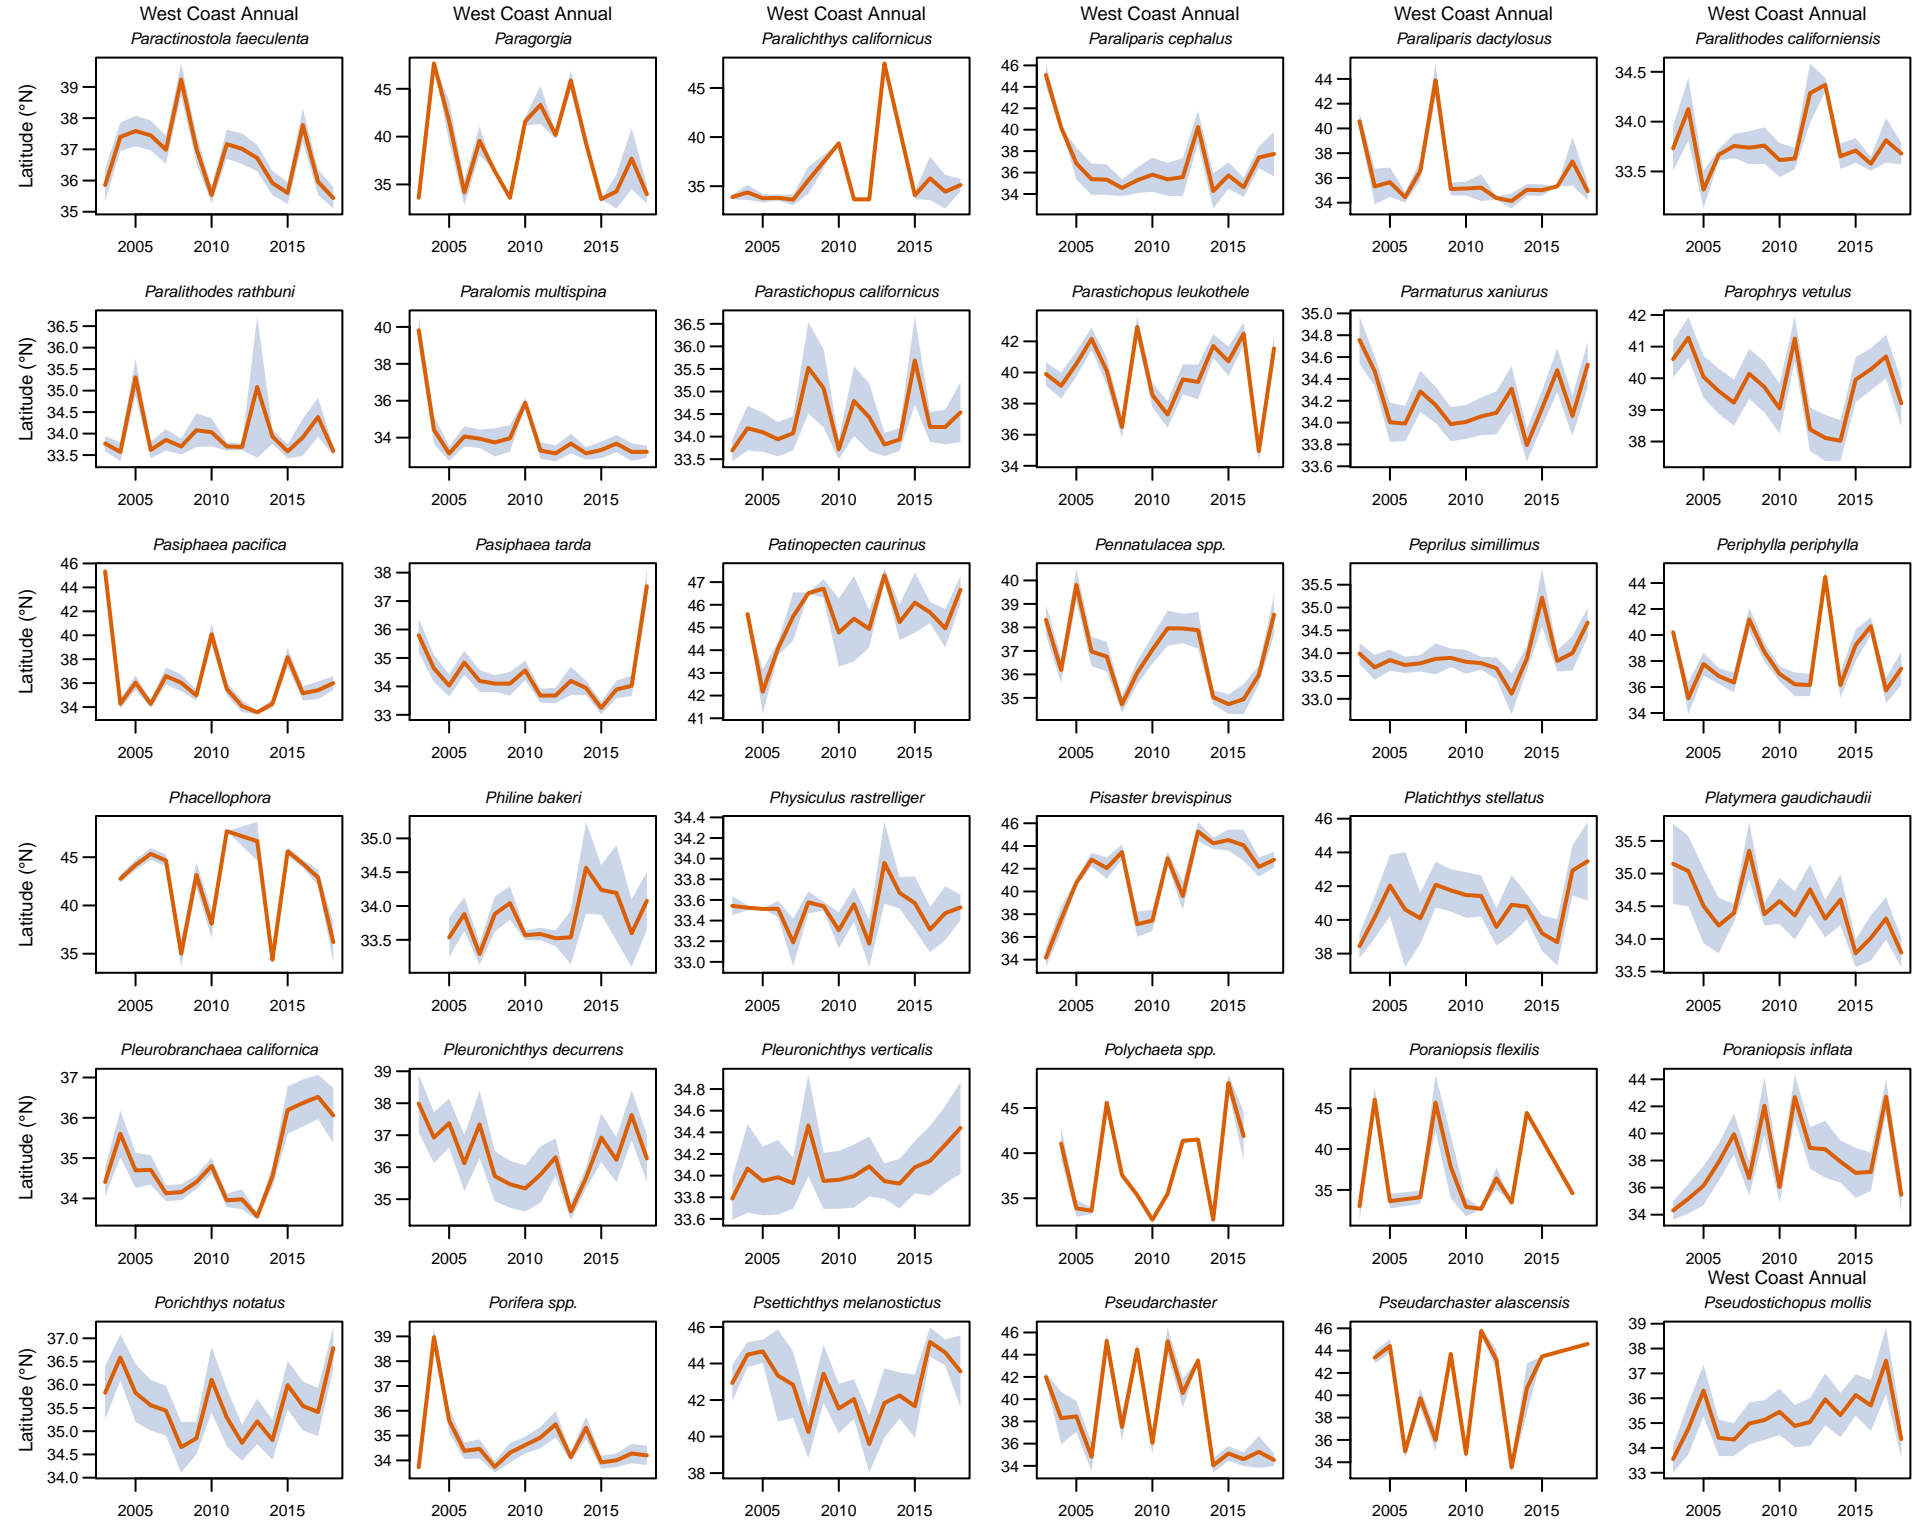 West Coast Annual West Coast Annual West Coast Annual West Coast Annual West Coast Annual West Coast Annual
Paractinostola faeculenta Paragorgia Paralichthys californicus Paraliparis cephalus Paraliparis dactylosus Paralithodes californiensis
Latitude (°N)
39 38 37 36 35
45 40 35
45 40 35
46 44 42 40 38 36 34
44 42 40 38 36 34
34.5 34.0 33.5
2005 2010 2015 2005 2010 2015 2005 2010 2015 2005 2010 2015 2005 2010 2015 2005 2010 2015
Paralithodes rathbuni Paralomis multispina Parastichopus californicus Parastichopus leukothele Parmaturus xaniurus Parophrys vetulus
Latitude (°N)
36.5 36.0 35.5 35.0 34.5 34.0 33.5
40 38 36 34
36.5 36.0 35.5 35.0 34.5 34.0 33.5
42 40 38 36 34
35.0 34.8 34.6 34.4 34.2 34.0 33.8 33.6
42 41 40 39 38
2005 2010 2015 2005 2010 2015 2005 2010 2015 2005 2010 2015 2005 2010 2015 2005 2010 2015
Pasiphaea pacifica Pasiphaea tarda Patinopecten caurinus Pennatulacea spp. Peprilus simillimus Periphylla periphylla
Latitude (°N)
46 44 42 40 38 36 34
38 37 36 35 34 33
47 46 45 44 43 42 41
40 39 38 37 36 35
35.5 35.0 34.5 34.0 33.5 33.0
44 42 40 38 36 34
2005 2010 2015 2005 2010 2015 2005 2010 2015 2005 2010 2015 2005 2010 2015 2005 2010 2015
Phacellophora Philine bakeri Physiculus rastrelliger Pisaster brevispinus Platichthys stellatus Platymera gaudichaudii
Latitude (°N)
45 40 35
35.0 34.5 34.0 33.5
34.4 34.2 34.0 33.8 33.6 33.4 33.2 33.0
46 44 42 40 38 36 34
46 44 42 40 38
35.5 35.0 34.5 34.0 33.5
2005 2010 2015 2005 2010 2015 2005 2010 2015 2005 2010 2015 2005 2010 2015 2005 2010 2015
Pleurobranchaea californica Pleuronichthys decurrens Pleuronichthys verticalis Polychaeta spp. Poraniopsis flexilis Poraniopsis inflata
Latitude (°N)
37 36 35 34
39 38 37 36 35
34.8 34.6 34.4 34.2 34.0 33.8 33.6
45 40 35
45 40 35
44 42 40 38 36 34
2005 2010 2015 2005 2010 2015 2005 2010 2015 2005 2010 2015 2005 2010 2015 2005 2010 2015
West Coast Annual
Porichthys notatus Porifera spp. Psettichthys melanostictus Pseudarchaster Pseudarchaster alascensis Pseudostichopus mollis
Latitude (°N)
37.0 36.5 36.0 35.5 35.0 34.5 34.0
39 38 37 36 35 34
46 44 42 40 38
46 44 42 40 38 36 34
46 44 42 40 38 36 34
39 38 37 36 35 34 33
2005 2010 2015 2005 2010 2015 2005 2010 2015 2005 2010 2015 2005 2010 2015 2005 2010 2015